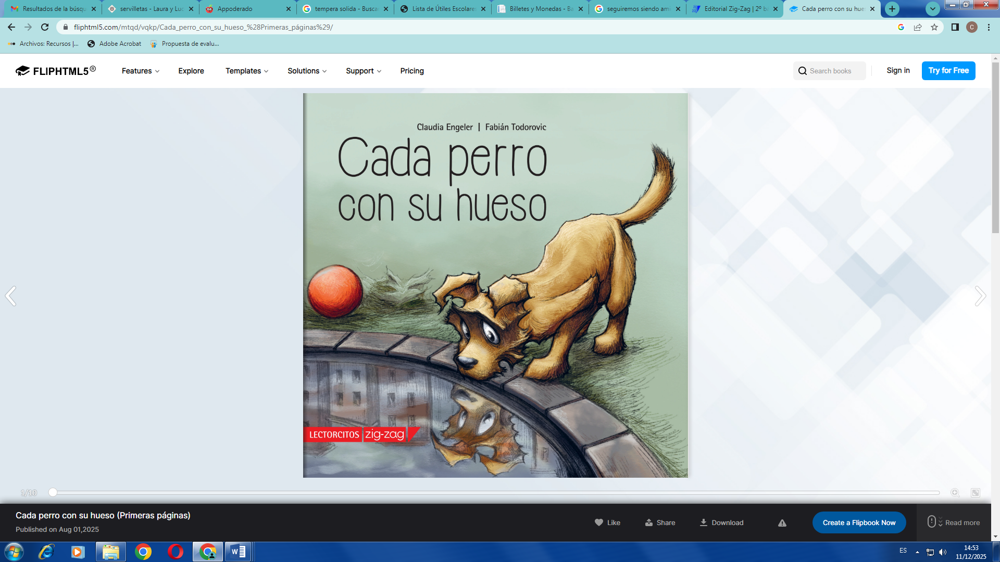 Resultados de la búsqu
servilletas - Laura y Luc
Appoderado
tempera solida - Busca
Lista de Útiles Escolares
Billetes y Monedas - Ba
seguiremos siendo ami
Editorial Zig-Zag | 2º ba
Cada perro con su hue
fliphtml5.com/mtqd/vqkp/Cada_perro_con_su_hueso_%28Primeras_páginas%29/
C
Archivos: Recursos |...
Adobe Acrobat
Propuesta de evalu...
FLIPHTML5®
Features
Explore
Templates
Solutions
Support
Pricing
Search books
Sign in
Try for Free
Claudia Engeler | Fabián Todorovic
Cada perro
con su hueso
LECTORCITOS zig-zag
1/10
Cada perro con su hueso (Primeras páginas)
Published on Aug 01,2025
Like
Share
Download
Create a Flipbook Now
Read more
W
ES
14:53
11/12/2025